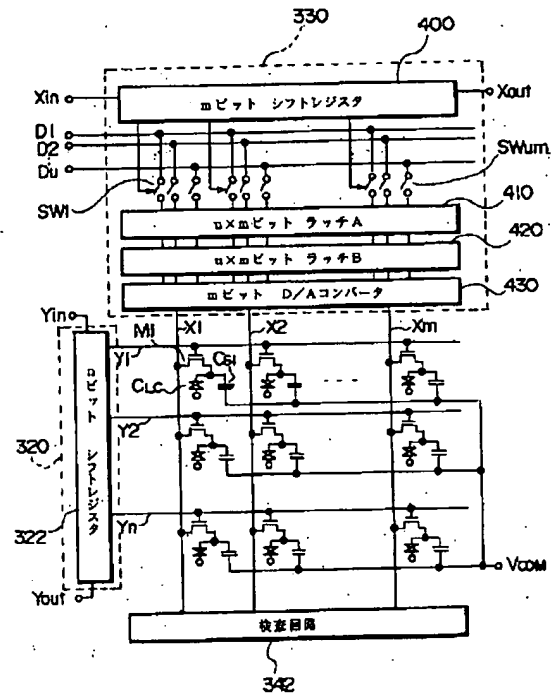 330
400
Xin
mビット シフトレジスタ
Xout
D1
D2
Du
SW1
SWum
410
u×mビット ラッチA
420
u×mビット ラッチB
mビット D/Aコンバータ
430
Yin
X1
X2
Xm
M1
Y1
CS1
CLC
Y2
320
nビット シフトレジスタ
322
Yn
Yout
VCOM
検査回路
342